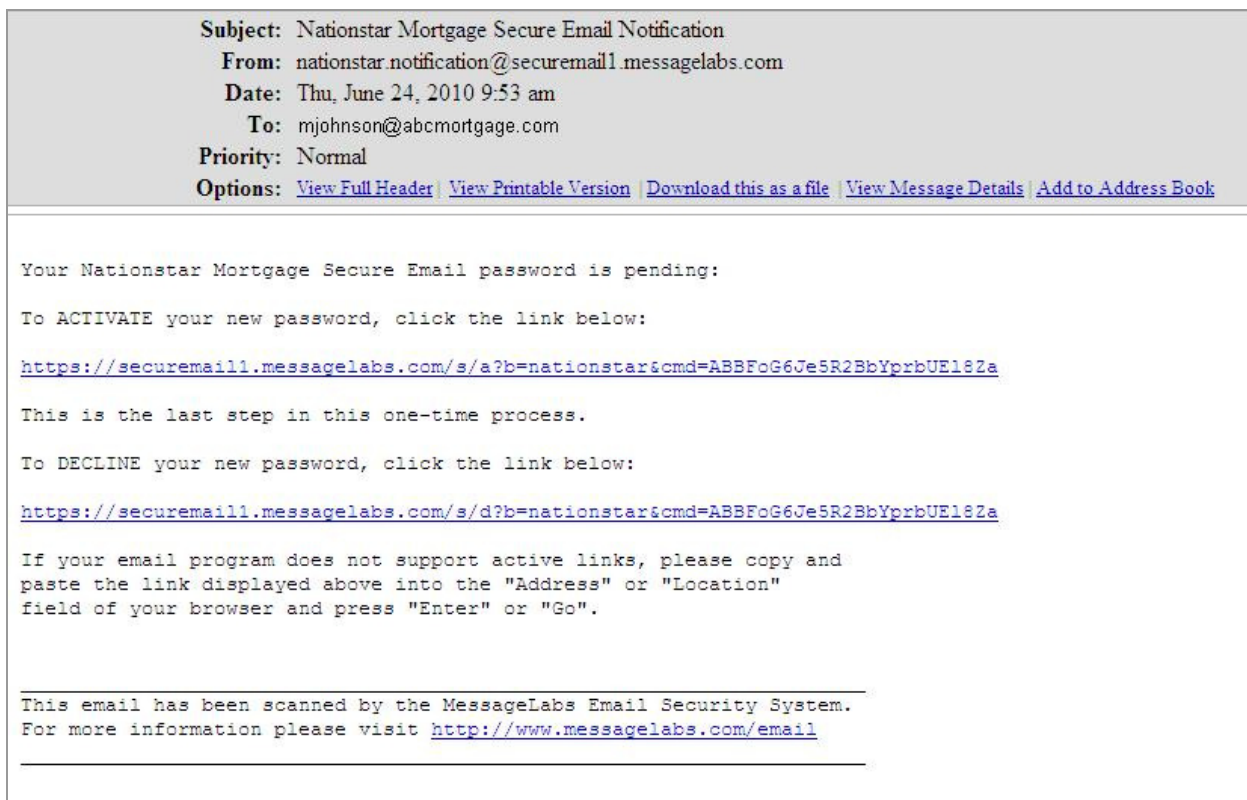 Subject: Nationstar Mortgage Secure Email Notification
From: nationstar.notification@securemail1.messagelabs.com
Date: Thu, June 24, 2010 9:53 am
To: mjohnson@abcmortgage.com
Priority: Normal
Options: View Full Header | View Printable Version | Download this as a file | View Message Details | Add to Address Book
Your Nationstar Mortgage Secure Email password is pending:
To ACTIVATE your new password, click the link below:
https://securemail1.messagelabs.com/s/a?b=nationstar&cmd=ABBFoG6Je5R2BbYprbUEl8Za
This is the last step in this one-time process.
To DECLINE your new password, click the link below:
https://securemail1.messagelabs.com/s/d?b=nationstar&cmd=ABBFoG6Je5R2BbYprbUEl8Za
If your email program does not support active links, please copy and
paste the link displayed above into the "Address" or "Location"
field of your browser and press "Enter" or "Go".
This email has been scanned by the MessageLabs Email Security System.
For more information please visit http://www.messagelabs.com/email